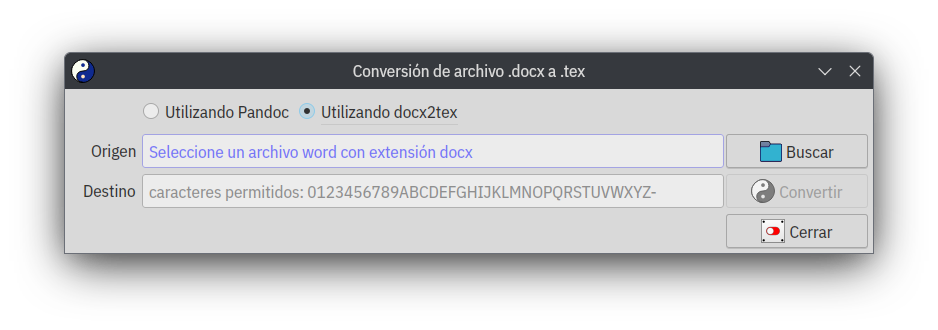 Conversión de archivo .docx a .tex
Utilizando Pandoc Utilizando docx2tex
Origen Seleccione un archivo word con extensión docx Buscar
Destino caracteres permitidos: 0123456789ABCDEFGHIJKLMNOPQRSTUVWXYZ- Convertir
Cerrar